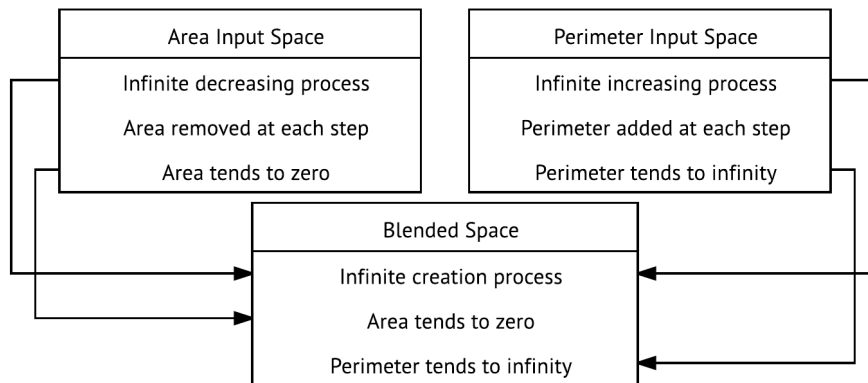 Area Input Space
Infinite decreasing process
Area removed at each step
Area tends to zero
Perimeter Input Space
Infinite increasing process
Perimeter added at each step
Perimeter tends to infinity
Blended Space
Infinite creation process
Area tends to zero
Perimeter tends to infinity